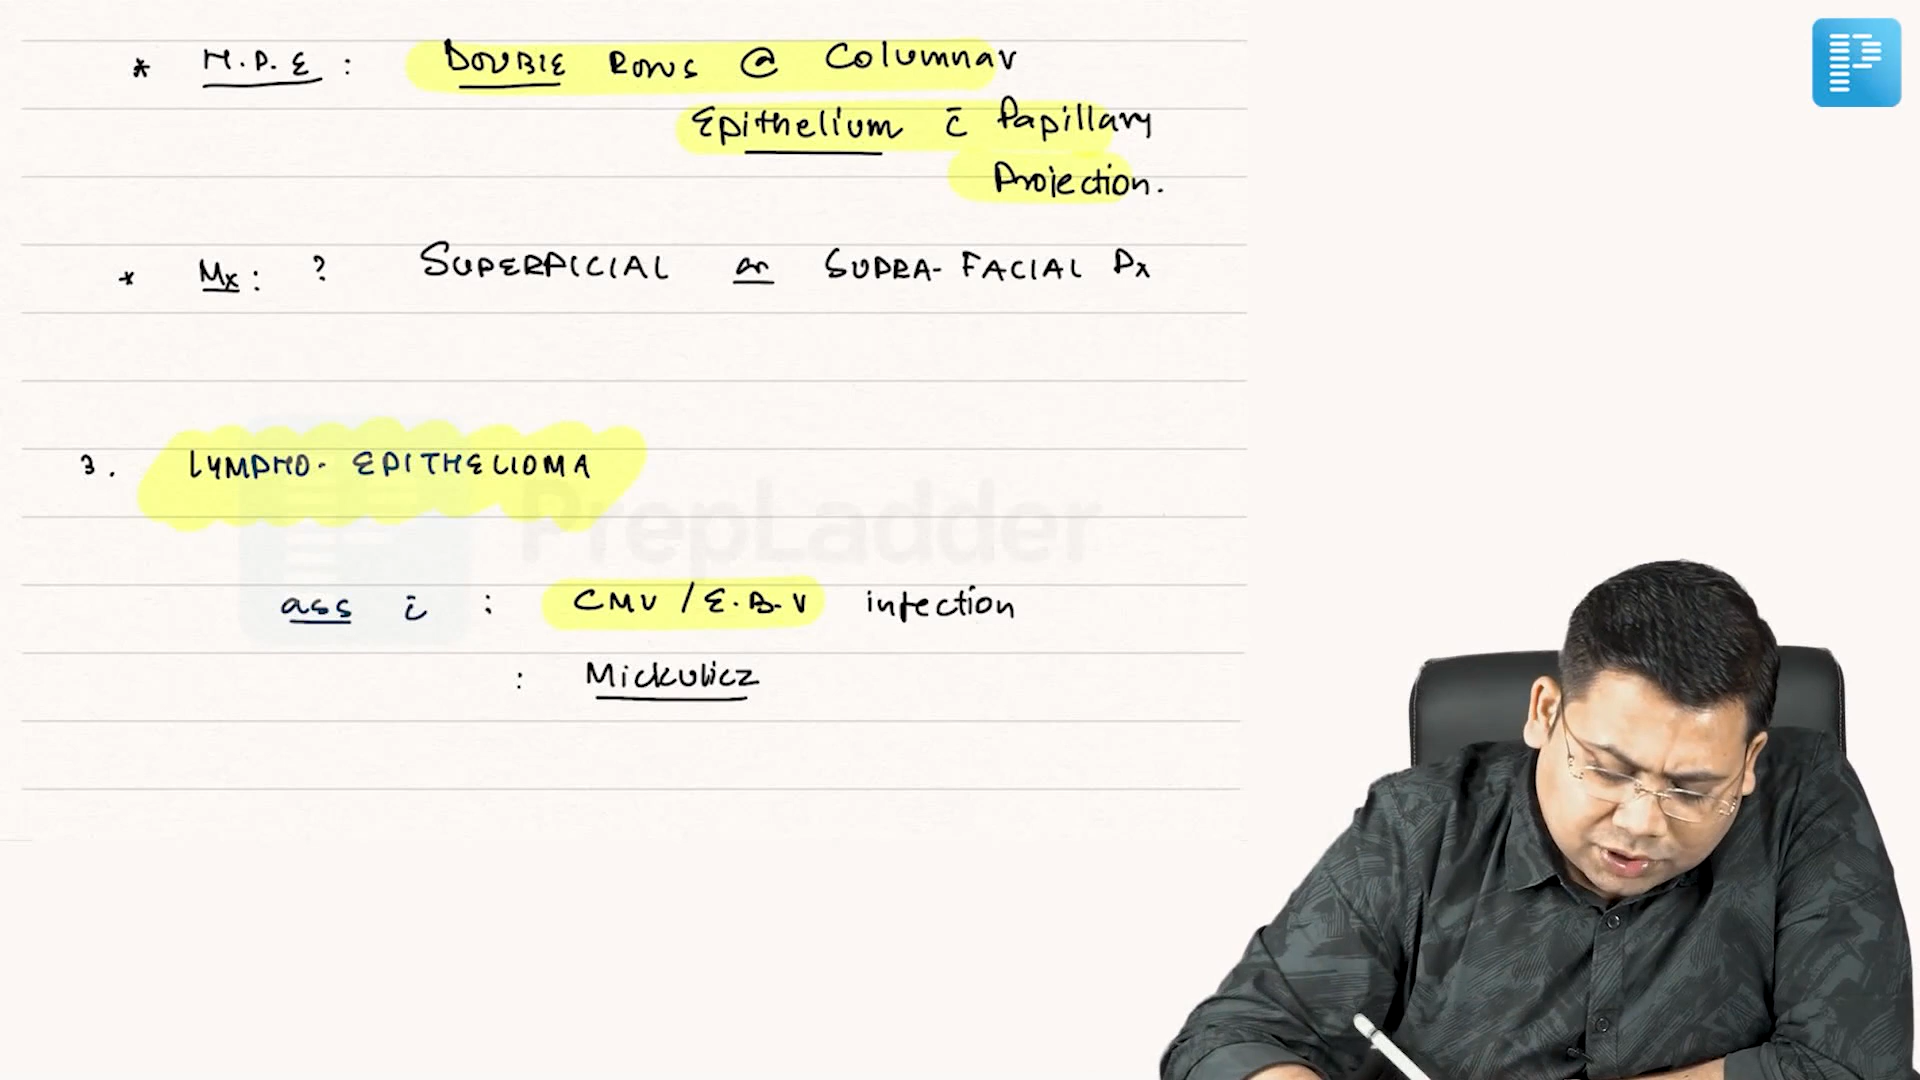 * H.P.E : DOUBLE Rows @ Columnar
Epithelium c̄ Papillary
Projection.
* Mx : ? SUPERFICIAL or SUPRA-FACIAL Px
3. LYMPHO-EPITHELIOMA
PrepLadder
ass c̄ : CMV / E.B.V infection
: Mickulicz